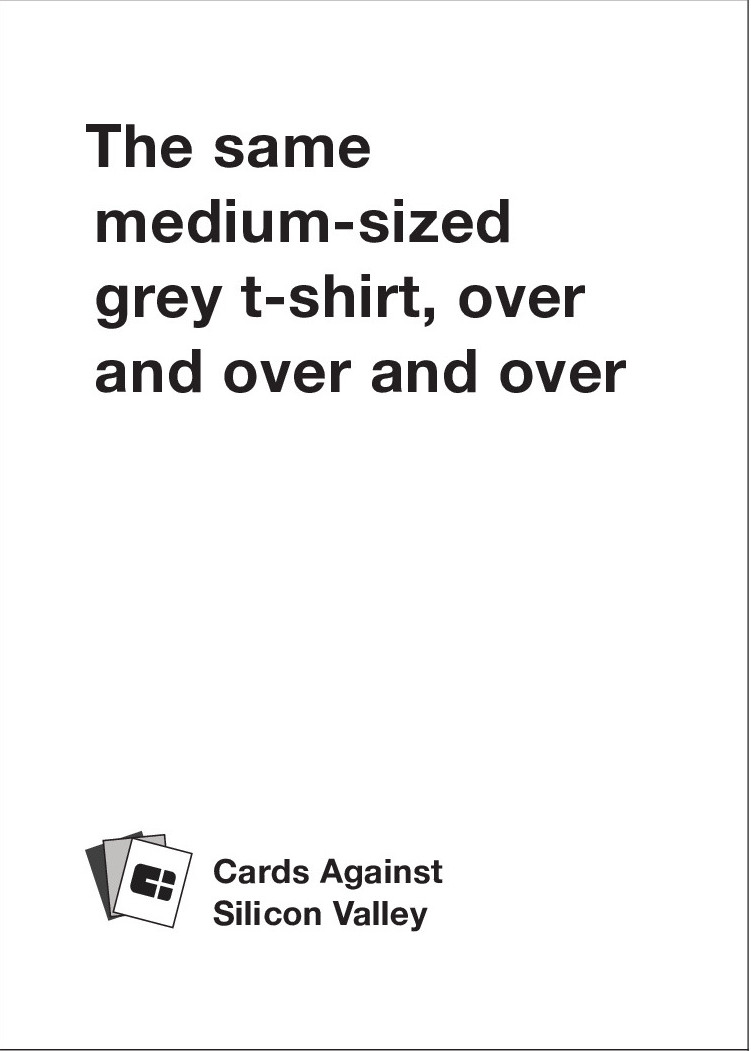 The same
medium-sized
grey t-shirt, over
and over and over
Cards Against
Silicon Valley